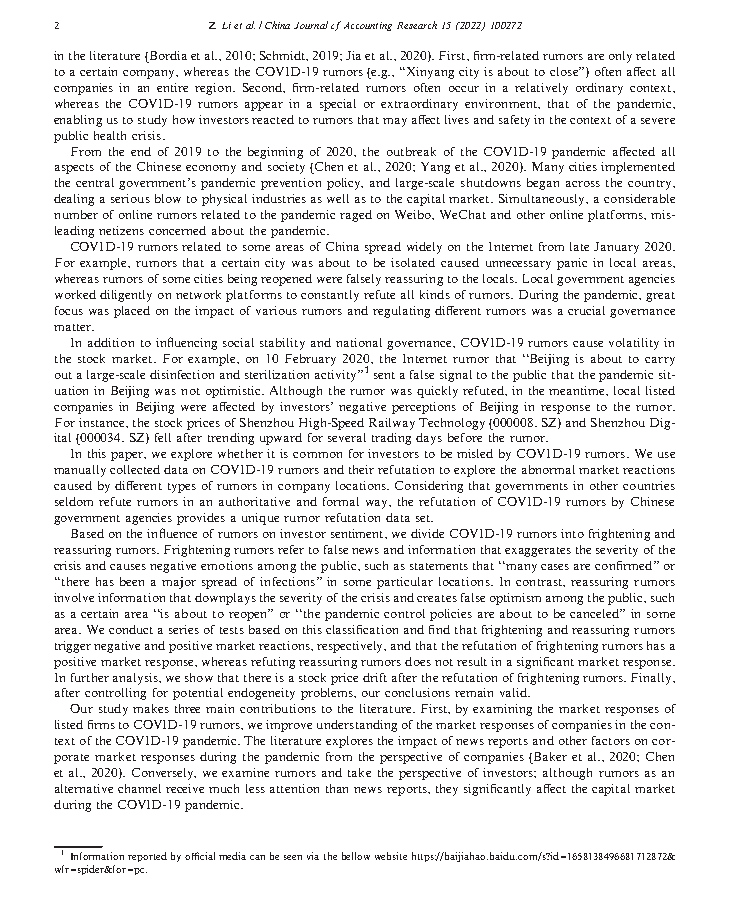 2 Z. Li et al. / China Journal of Accounting Research 15 (2022) 100272
in the literature (Bordia et al., 2010; Schmidt, 2019; Jia et al., 2020). First, firm-related rumors are only related
to a certain company, whereas the COVID-19 rumors (e.g., “Xinyang city is about to close”) often affect all
companies in an entire region. Second, firm-related rumors often occur in a relatively ordinary context,
whereas the COVID-19 rumors appear in a special or extraordinary environment, that of the pandemic,
enabling us to study how investors reacted to rumors that may affect lives and safety in the context of a severe
public health crisis.
From the end of 2019 to the beginning of 2020, the outbreak of the COVID-19 pandemic affected all
aspects of the Chinese economy and society (Chen et al., 2020; Yang et al., 2020). Many cities implemented
the central government’s pandemic prevention policy, and large-scale shutdowns began across the country,
dealing a serious blow to physical industries as well as to the capital market. Simultaneously, a considerable
number of online rumors related to the pandemic raged on Weibo, WeChat and other online platforms, mis-
leading netizens concerned about the pandemic.
COVID-19 rumors related to some areas of China spread widely on the Internet from late January 2020.
For example, rumors that a certain city was about to be isolated caused unnecessary panic in local areas,
whereas rumors of some cities being reopened were falsely reassuring to the locals. Local government agencies
worked diligently on network platforms to constantly refute all kinds of rumors. During the pandemic, great
focus was placed on the impact of various rumors and regulating different rumors was a crucial governance
matter.
In addition to influencing social stability and national governance, COVID-19 rumors cause volatility in
the stock market. For example, on 10 February 2020, the Internet rumor that “Beijing is about to carry
out a large-scale disinfection and sterilization activity”1 sent a false signal to the public that the pandemic sit-
uation in Beijing was not optimistic. Although the rumor was quickly refuted, in the meantime, local listed
companies in Beijing were affected by investors’ negative perceptions of Beijing in response to the rumor.
For instance, the stock prices of Shenzhou High-Speed Railway Technology (000008. SZ) and Shenzhou Dig-
ital (000034. SZ) fell after trending upward for several trading days before the rumor.
In this paper, we explore whether it is common for investors to be misled by COVID-19 rumors. We use
manually collected data on COVID-19 rumors and their refutation to explore the abnormal market reactions
caused by different types of rumors in company locations. Considering that governments in other countries
seldom refute rumors in an authoritative and formal way, the refutation of COVID-19 rumors by Chinese
government agencies provides a unique rumor refutation data set.
Based on the influence of rumors on investor sentiment, we divide COVID-19 rumors into frightening and
reassuring rumors. Frightening rumors refer to false news and information that exaggerates the severity of the
crisis and causes negative emotions among the public, such as statements that “many cases are confirmed” or
“there has been a major spread of infections” in some particular locations. In contrast, reassuring rumors
involve information that downplays the severity of the crisis and creates false optimism among the public, such
as a certain area “is about to reopen” or “the pandemic control policies are about to be canceled” in some
area. We conduct a series of tests based on this classification and find that frightening and reassuring rumors
trigger negative and positive market reactions, respectively, and that the refutation of frightening rumors has a
positive market response, whereas refuting reassuring rumors does not result in a significant market response.
In further analysis, we show that there is a stock price drift after the refutation of frightening rumors. Finally,
after controlling for potential endogeneity problems, our conclusions remain valid.
Our study makes three main contributions to the literature. First, by examining the market responses of
listed firms to COVID-19 rumors, we improve understanding of the market responses of companies in the con-
text of the COVID-19 pandemic. The literature explores the impact of news reports and other factors on cor-
porate market responses during the pandemic from the perspective of companies (Baker et al., 2020; Chen
et al., 2020). Conversely, we examine rumors and take the perspective of investors; although rumors as an
alternative channel receive much less attention than news reports, they significantly affect the capital market
during the COVID-19 pandemic.
1 Information reported by official media can be seen via the bellow website https://baijiahao.baidu.com/s?id=1658138496681712872&
wfr=spider&for=pc.